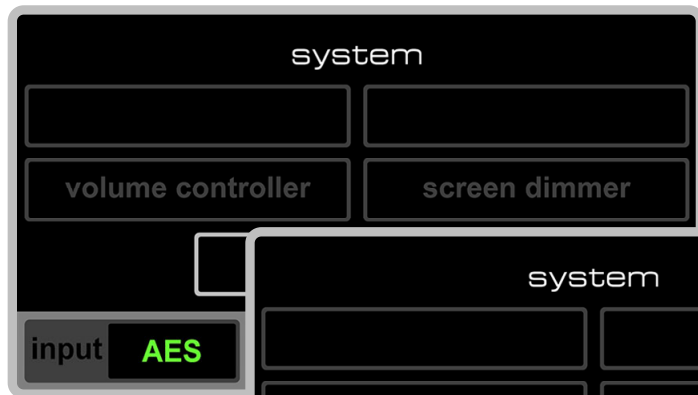 system
volume controller
screen dimmer
system
input
AES